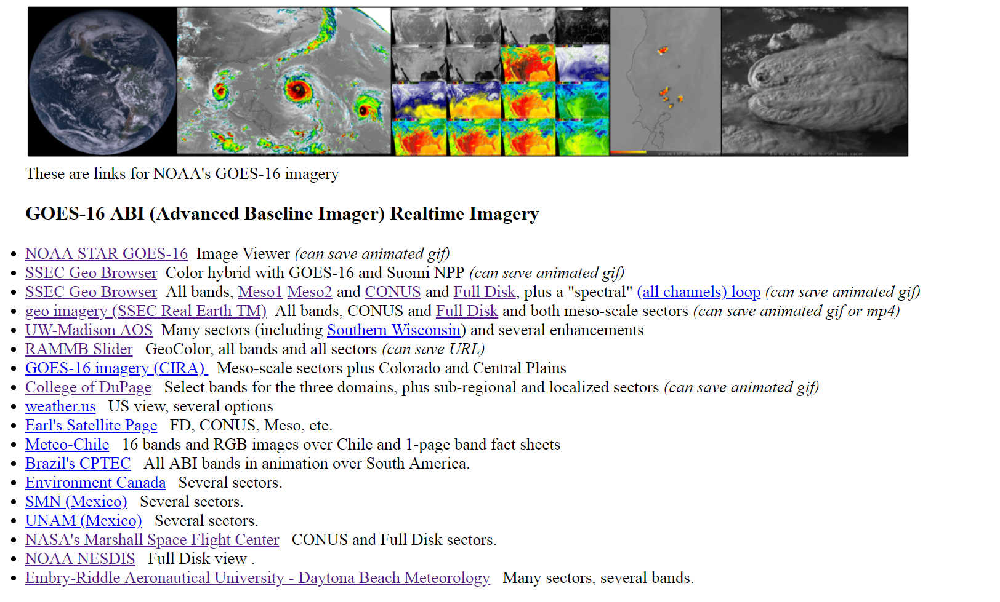 These are links for NOAA's GOES-16 imagery
GOES-16 ABI (Advanced Baseline Imager) Realtime Imagery
NOAA STAR GOES-16 Image Viewer (can save animated gif)
SSEC Geo Browser Color hybrid with GOES-16 and Suomi NPP (can save animated gif)
SSEC Geo Browser All bands, Meso1 Meso2 and CONUS and Full Disk, plus a "spectral" (all channels) loop (can save animated gif)
geo imagery (SSEC Real Earth TM) All bands, CONUS and Full Disk and both meso-scale sectors (can save animated gif or mp4)
UW-Madison AOS Many sectors (including Southern Wisconsin) and several enhancements
RAMMB Slider GeoColor, all bands and all sectors (can save URL)
GOES-16 imagery (CIRA) Meso-scale sectors plus Colorado and Central Plains
College of DuPage Select bands for the three domains, plus sub-regional and localized sectors (can save animated gif)
weather.us US view, several options
Earl's Satellite Page FD, CONUS, Meso, etc.
Meteo-Chile 16 bands and RGB images over Chile and 1-page band fact sheets
Brazil's CPTEC All ABI bands in animation over South America.
Environment Canada Several sectors.
SMN (Mexico) Several sectors.
UNAM (Mexico) Several sectors.
NASA's Marshall Space Flight Center CONUS and Full Disk sectors.
NOAA NESDIS Full Disk view .
Embry-Riddle Aeronautical University - Daytona Beach Meteorology Many sectors, several bands.